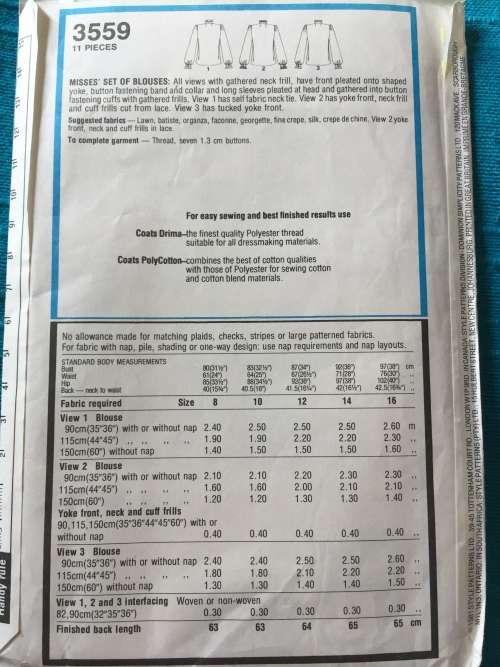 3559
11 PIECES
1 2 3
MISSES' SET OF BLOUSES: All views with gathered neck frill, have front pleated onto shaped
yoke, button fastening band and collar and long sleeves pleated at head and gathered into button
fastening cuffs with gathered frills. View 1 has self fabric neck tie. View 2 has yoke front, neck frill
and cuff frills cut from lace. View 3 has tucked yoke front.
Suggested fabrics — Lawn, batiste, organza, faconne, georgette, fine crepe, silk, crepe de chine. View 2 yoke
front, neck and cuff frills in lace.
To complete garment — Thread, seven 1.3 cm buttons.
For easy sewing and best finished results use
Coats Drima–the finest quality Polyester thread
suitable for all dressmaking materials.
Coats PolyCotton–combines the best of cotton qualities
with those of Polyester for sewing cotton
and cotton blend materials.
No allowance made for matching plaids, checks, stripes or large patterned fabrics.
For fabric with nap, pile, shading or one-way design: use nap requirements and nap layouts.
STANDARD BODY MEASUREMENTS
Bust 80(31½") 83(32½") 87(34") 92(36") 97(38") cm
Waist 61(24") 64(25") 67(26½") 71(28") 76(30") ,,
Hip 85(33½") 88(34½") 92(36") 97(38") 102(40") ,,
Back — neck to waist 40(15¾") 40.5(16") 41.5(16¼") 42(16½") 42.5(16¾") ,,
Fabric required Size 8 10 12 14 16
View 1 Blouse
90cm(35"36") with or without nap 2.40 2.50 2.50 2.50 2.60 m
115cm(44"45") ,, ,, ,, ,, 1.90 1.90 2.20 2.20 2.30 ,,
150cm(60") without nap 1.40 1.50 1.50 1.50 1.60 ,,
View 2 Blouse
90cm(35"36") with or without nap 2.10 2.10 2.20 2.30 2.30 ,,
115cm(44"45") ,, ,, ,, ,, 1.60 1.60 2.00 2.10 2.10 ,,
150cm(60") ,, ,, ,, ,, 1.20 1.20 1.30 1.30 1.40 ,,
Yoke front, neck and cuff frills
90,115,150cm(35"36"44"45"60") with or
without nap 0.40 0.40 0.40 0.40 0.40 ,,
View 3 Blouse
90cm(35"36") with or without nap 2.40 2.40 2.50 2.50 2.60 ,,
115cm(44"45") ,, ,, ,, ,, 1.80 1.80 2.10 2.20 2.20 ,,
150cm(60") without nap 1.30 1.30 1.40 1.40 1.50 ,,
View 1, 2 and 3 interfacing Woven or non-woven
82,90cm(32"35"36") 0.30 0.30 0.30 0.30 0.30 ,,
Finished back length 63 63 64 65 65 cm
Handy rule